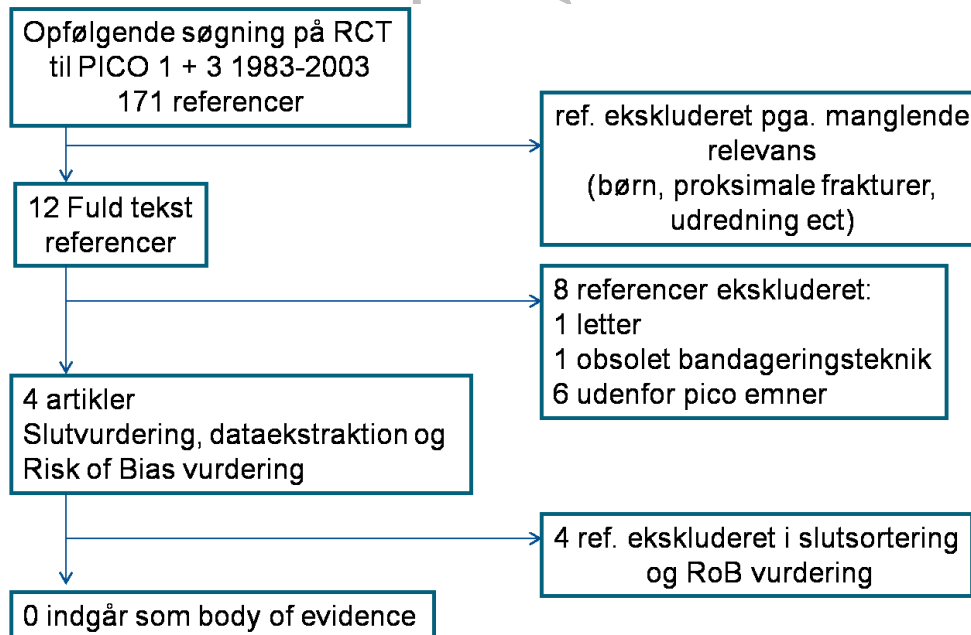 Opfølgende søgning på RCT
til PICO 1 + 3 1983-2003
171 referencer
ref. ekskluderet pga. manglende
relevans
(børn, proksimale frakturer,
udredning ect)
12 Fuld tekst
referencer
8 referencer ekskluderet:
1 letter
1 obsolet bandageringsteknik
6 udenfor pico emner
4 artikler
Slutvurdering, dataekstraktion og
Risk of Bias vurdering
4 ref. ekskluderet i slutsortering
og RoB vurdering
0 indgår som body of evidence